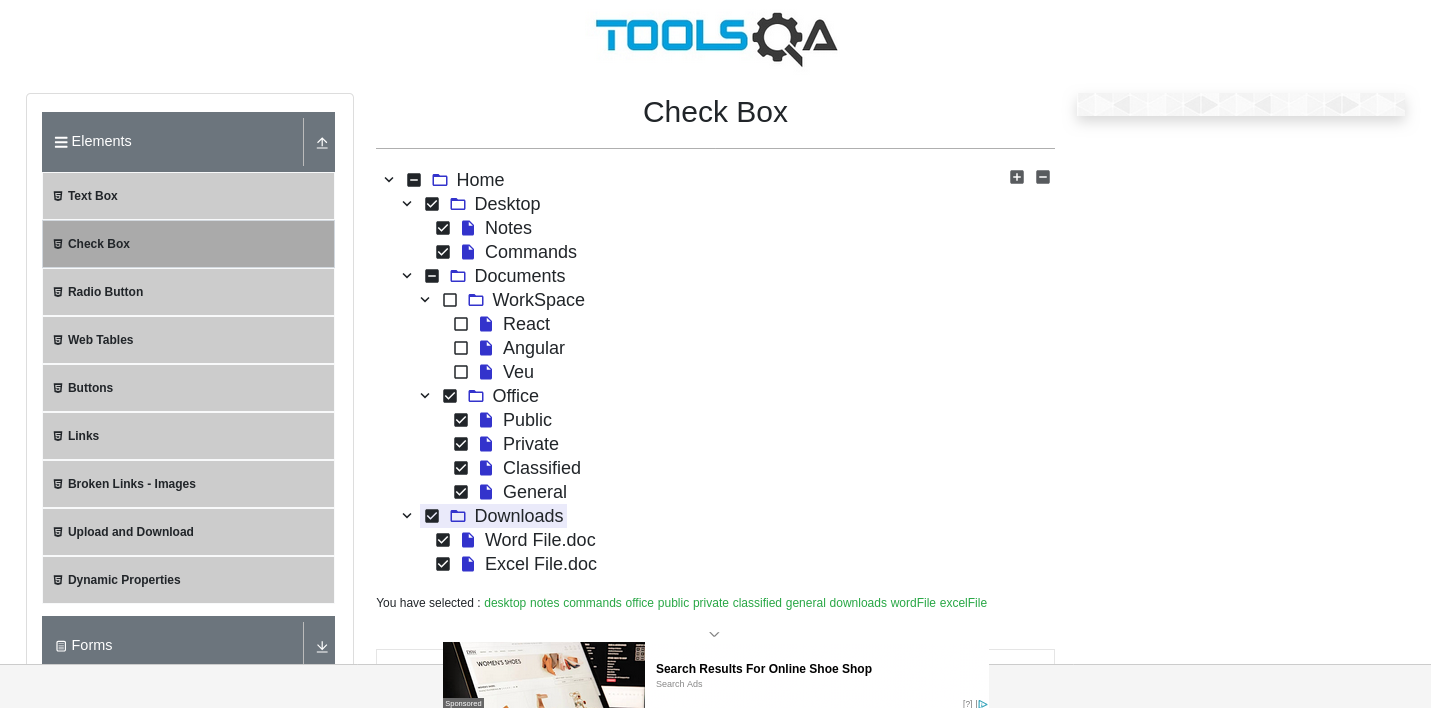 TOOLSQA
Check Box
Elements
Text Box
Check Box
Radio Button
Web Tables
Buttons
Links
Broken Links - Images
Upload and Download
Dynamic Properties
Forms
Home
Desktop
Notes
Commands
Documents
WorkSpace
React
Angular
Veu
Office
Public
Private
Classified
General
Downloads
Word File.doc
Excel File.doc
You have selected : desktop notes commands office public private classified general downloads wordFile excelFile
WOMEN'S SHOES
Sponsored
Search Results For Online Shoe Shop
Search Ads
[?]